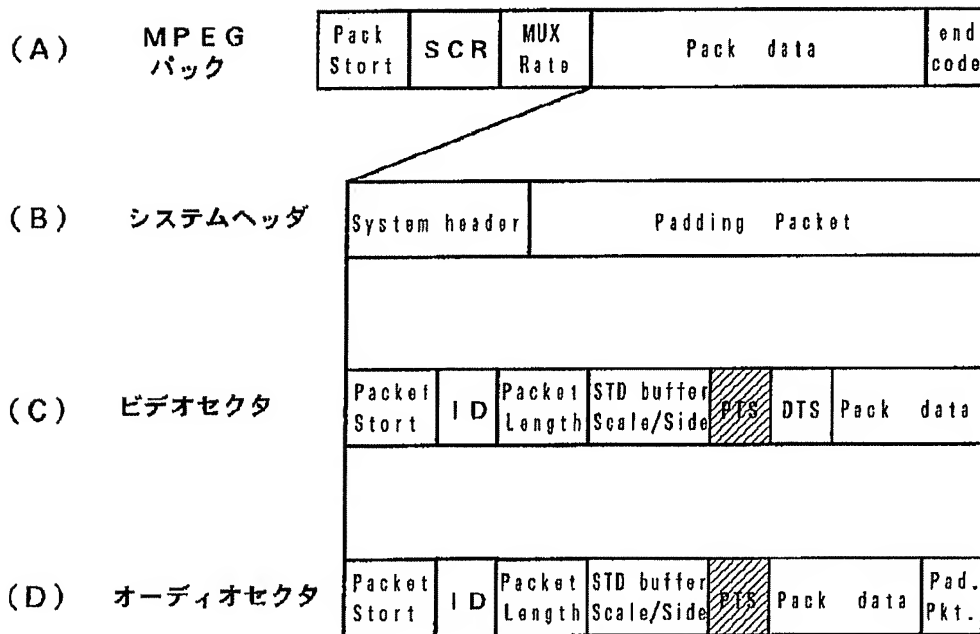 (A) MPEG
パック
Pack
Stort
SCR
MUX
Rate
Pack data
end
code
(B) システムヘッダ
System header
Padding Packet
(C) ビデオセクタ
Packet
Stort
ID
Packet
Length
STD buffer
Scale/Side
PTS
DTS
Pack data
(D) オーディオセクタ
Packet
Stort
ID
Packet
Length
STD buffer
Scale/Side
PTS
Pack data
Pad.
Pkt.